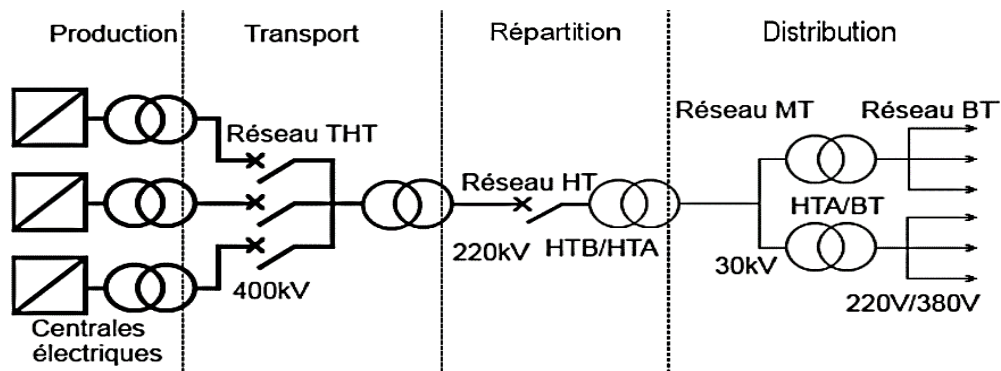 Production
Transport
Répartition
Distribution
Réseau THT
400kV
Centrales
électriques
Réseau HT
220kV
HTB/HTA
Réseau MT
Réseau BT
HTA/BT
30kV
220V/380V